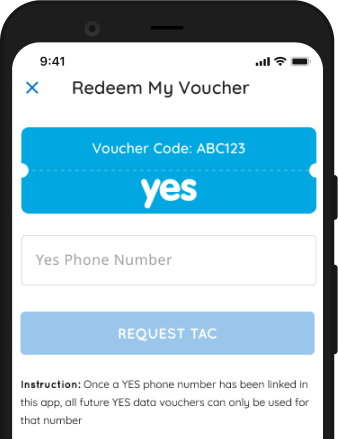 9:41
Redeem My Voucher
Voucher Code: ABC123
yes
Yes Phone Number
REQUEST TAC
Instruction: Once a YES phone number has been linked in
this app, all future YES data vouchers can only be used for
that number